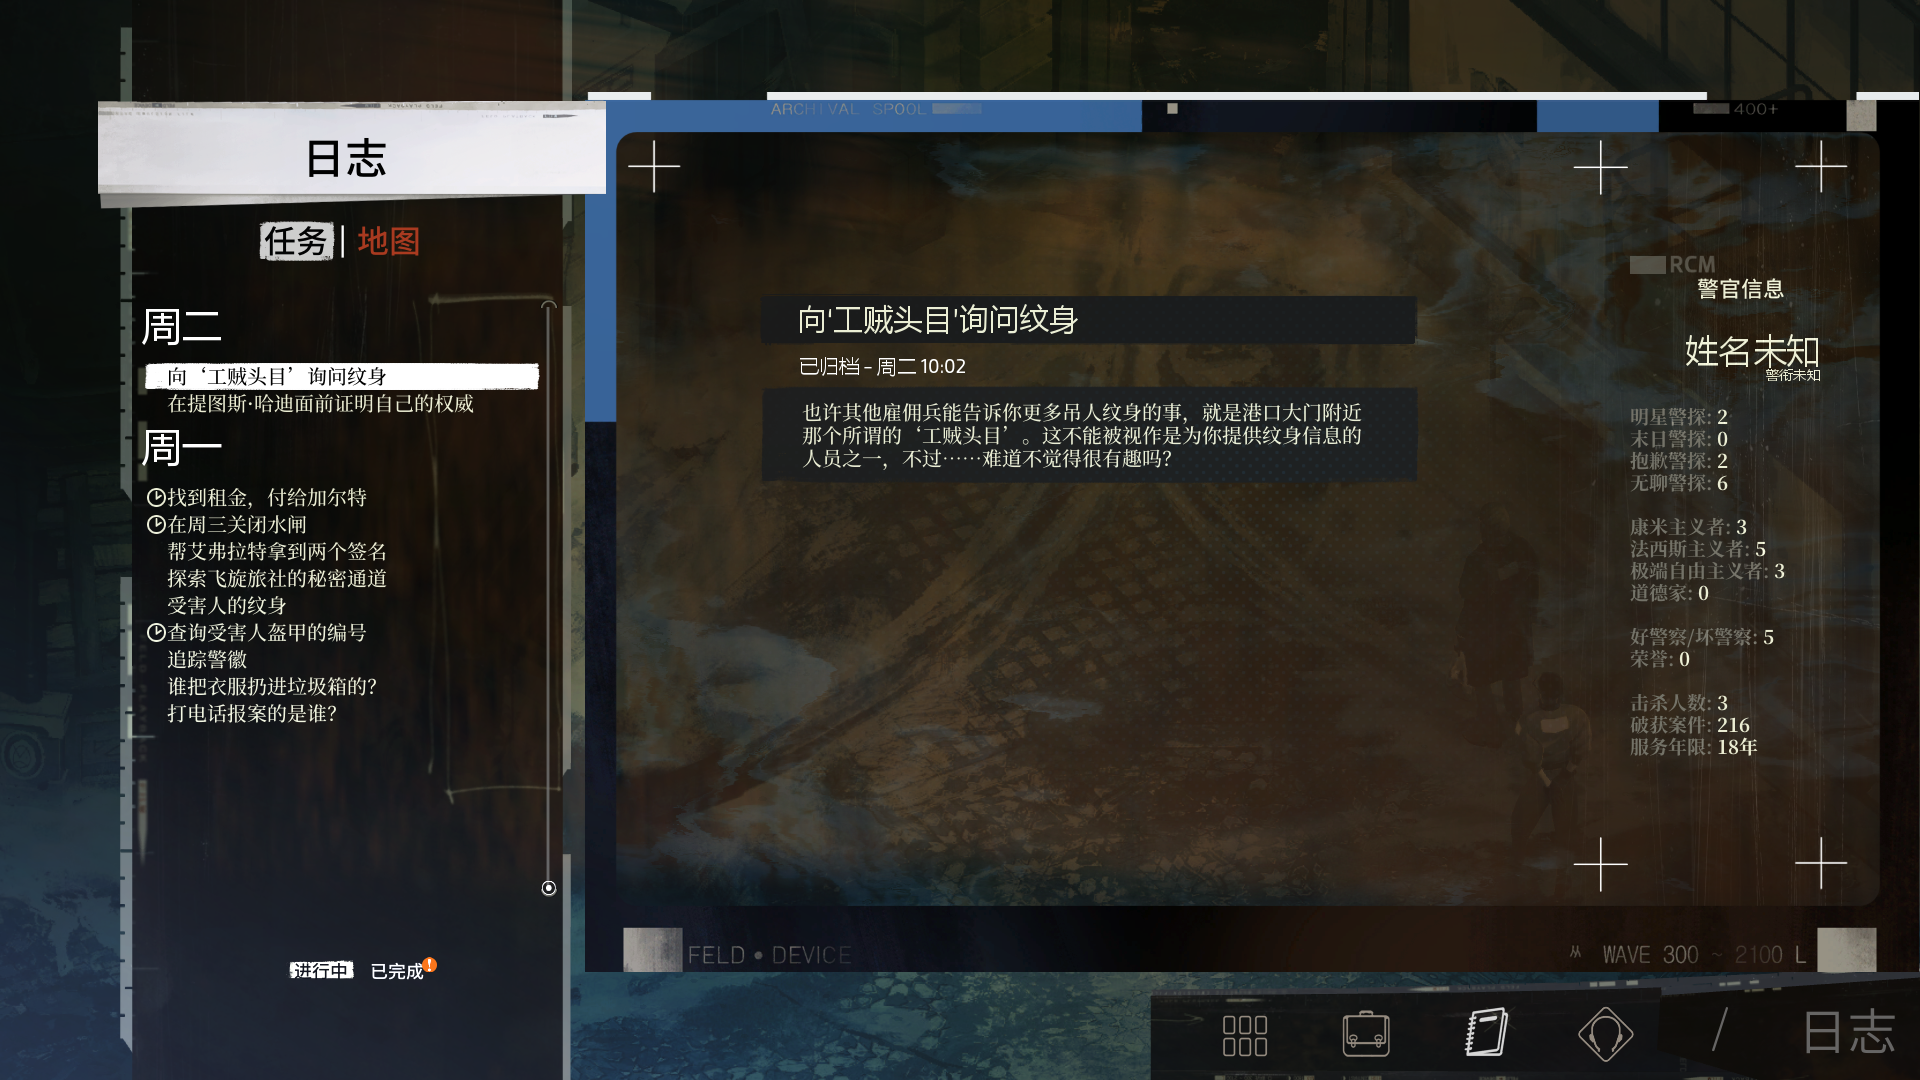 日志
任务 | 地图
周二
向‘工贼头目’询问纹身
在提图斯·哈迪面前证明自己的权威
周一
找到租金，付给加尔特
在周三关闭水闸
帮艾弗拉特拿到两个签名
探索飞旋旅社的秘密通道
受害人的纹身
查询受害人盔甲的编号
追踪警徽
谁把衣服扔进垃圾箱的？
打电话报案的是谁？
进行中 已完成
ARCHIVAL SPOOL
400+
向'工贼头目'询问纹身
已归档 - 周二 10:02
也许其他雇佣兵能告诉你更多吊人纹身的事，就是港口大门附近
那个所谓的‘工贼头目’。这不能被视作是为你提供纹身信息的
人员之一，不过……难道不觉得很有趣吗？
RCM
警官信息
姓名未知
警衔未知
明星警探: 2
末日警探: 0
抱歉警探: 2
无聊警探: 6
康米主义者: 3
法西斯主义者: 5
极端自由主义者: 3
道德家: 0
好警察/坏警察: 5
荣誉: 0
击杀人数: 3
破获案件: 216
服务年限: 18年
FELD • DEVICE
WAVE 300 ~ 2100 L
/ 日志